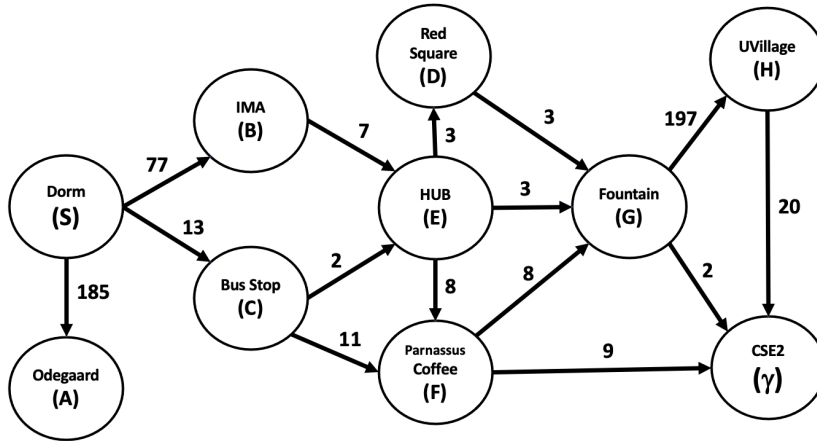 Red
Square
(D)
UVillage
(H)
IMA
(B)
3
197
77
7
3
Dorm
(S)
HUB
(E)
3
Fountain
(G)
13
20
185
2
Bus Stop
(C)
8
8
2
11
Odegaard
(A)
Parnassus
Coffee
(F)
9
CSE2
(γ)